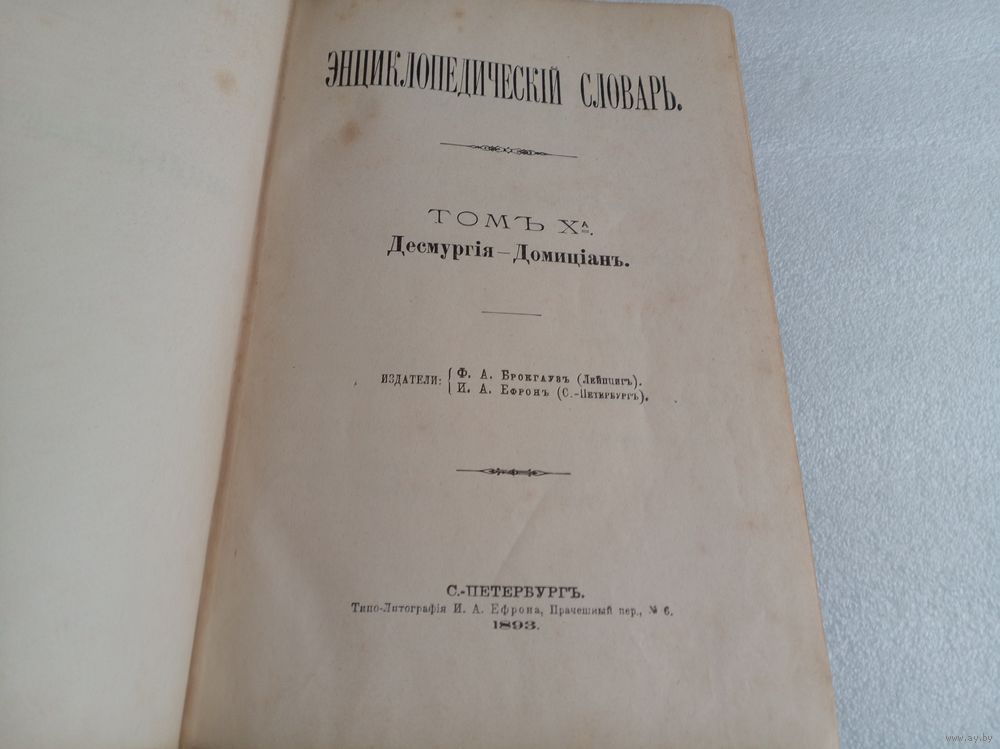 ЭНЦИКЛОПЕДИЧЕСКІЙ СЛОВАРЬ.
ТОМЪ XА.
Десмургія – Домиціанъ.
ИЗДАТЕЛИ: { Ф. А. Брокгаузъ (Лейпцигъ).
И. А. Ефронъ (С.-Петербургъ).
С.-ПЕТЕРБУРГЪ.
Типо-Литографія И. А. Ефрона, Прачешный пер., № 6.
1893.
www.ay.by